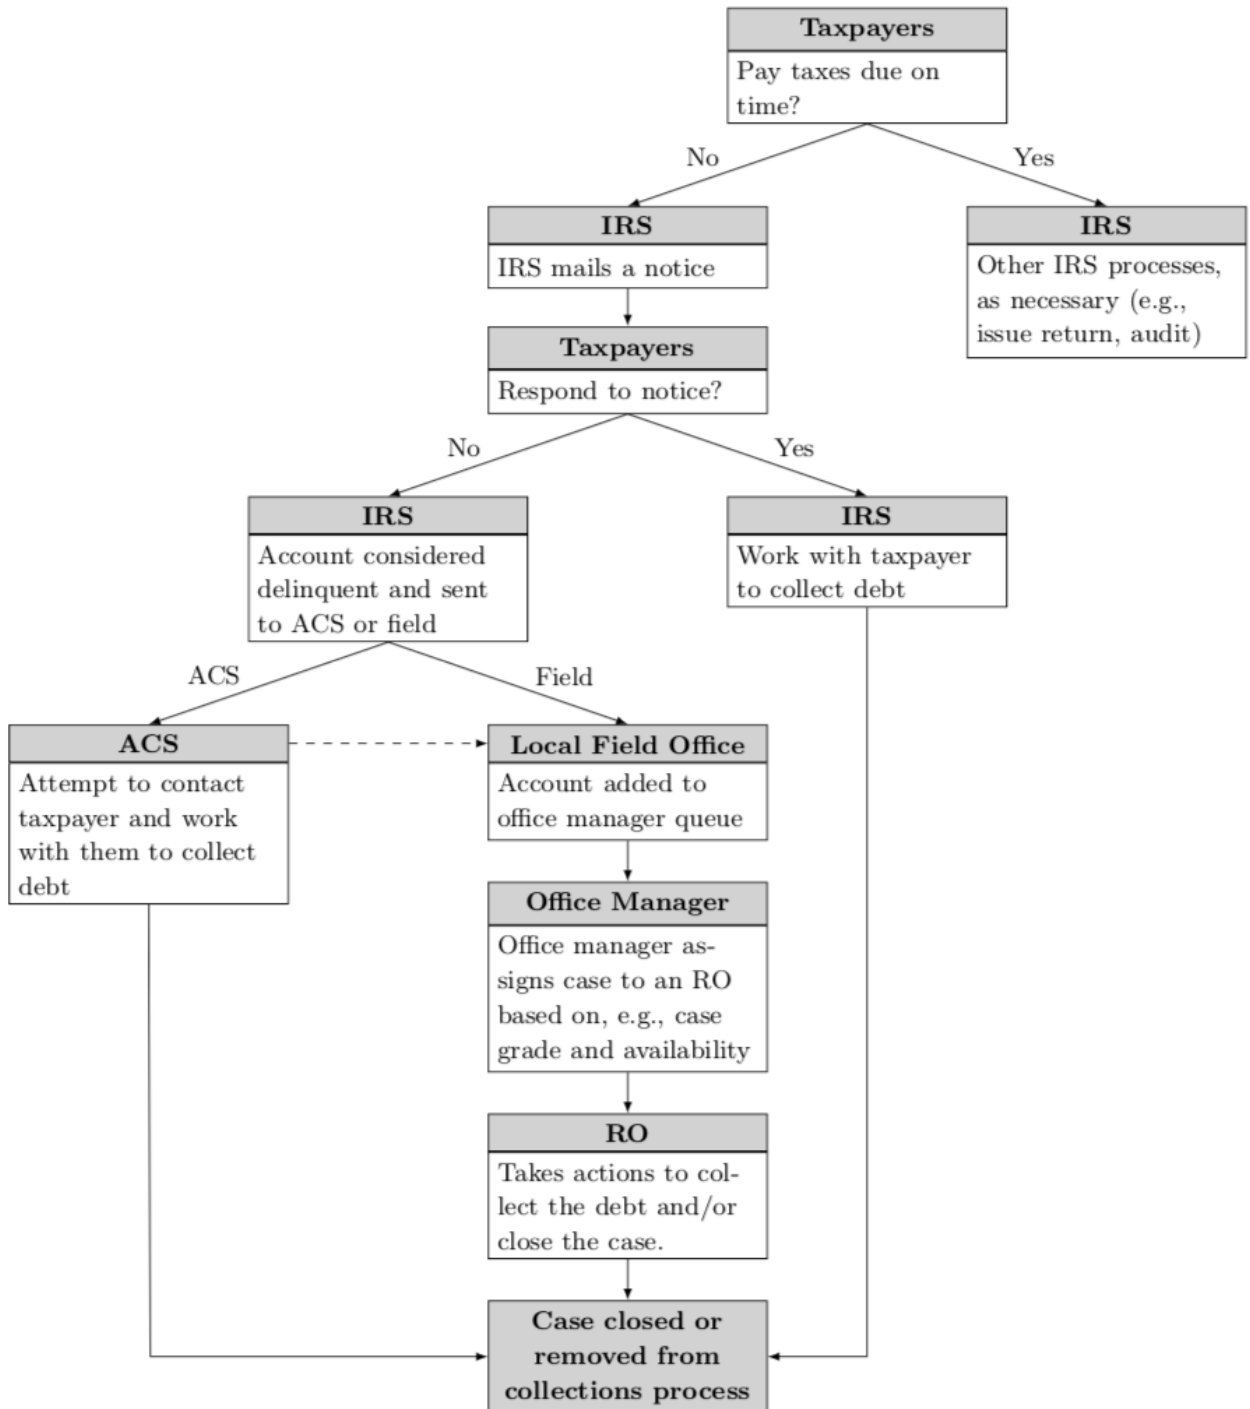 Taxpayers
Pay taxes due on
time?
No
Yes
IRS
IRS mails a notice
IRS
Other IRS processes,
as necessary (e.g.,
issue return, audit)
Taxpayers
Respond to notice?
No
Yes
IRS
Account considered
delinquent and sent
to ACS or field
IRS
Work with taxpayer
to collect debt
ACS
Field
ACS
Attempt to contact
taxpayer and work
with them to collect
debt
Local Field Office
Account added to
office manager queue
Office Manager
Office manager as-
signs case to an RO
based on, e.g., case
grade and availability
RO
Takes actions to col-
lect the debt and/or
close the case.
Case closed or
removed from
collections process